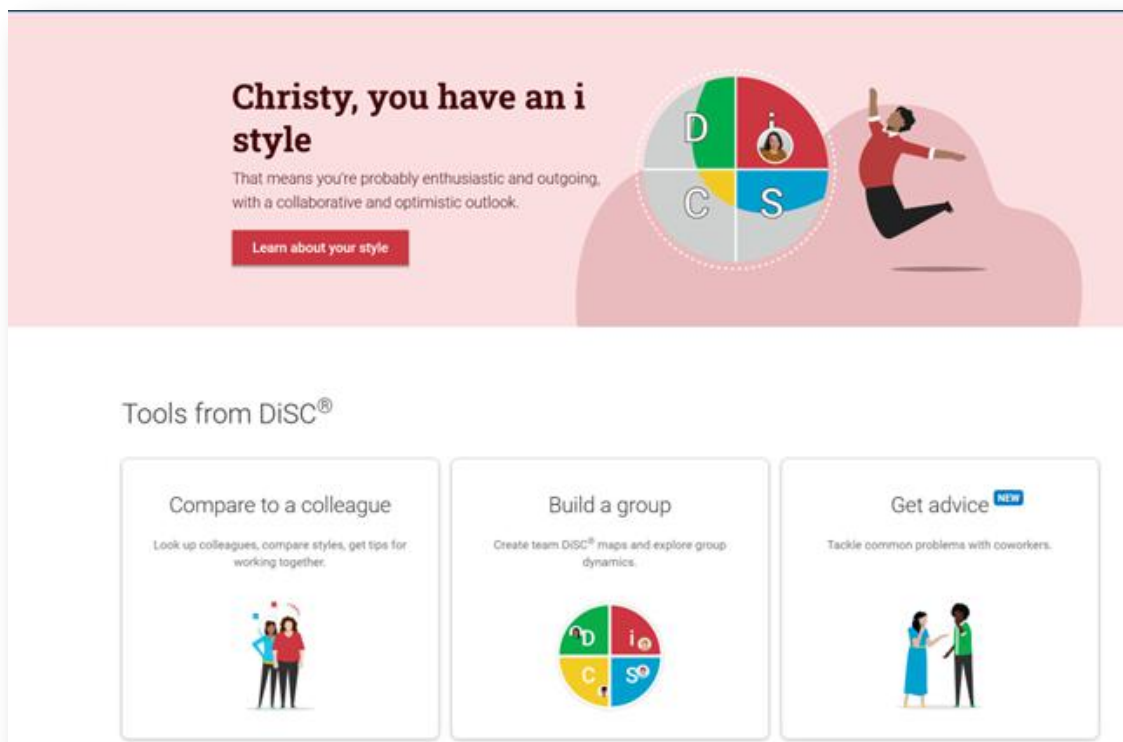 Christy, you have an i
style
That means you're probably enthusiastic and outgoing,
with a collaborative and optimistic outlook.
Learn about your style
D
i
C
S
Tools from DiSC®
Compare to a colleague
Look up colleagues, compare styles, get tips for
working together.
Build a group
Create team DiSC® maps and explore group
dynamics.
D
i
C
S
Get advice NEW
Tackle common problems with coworkers.